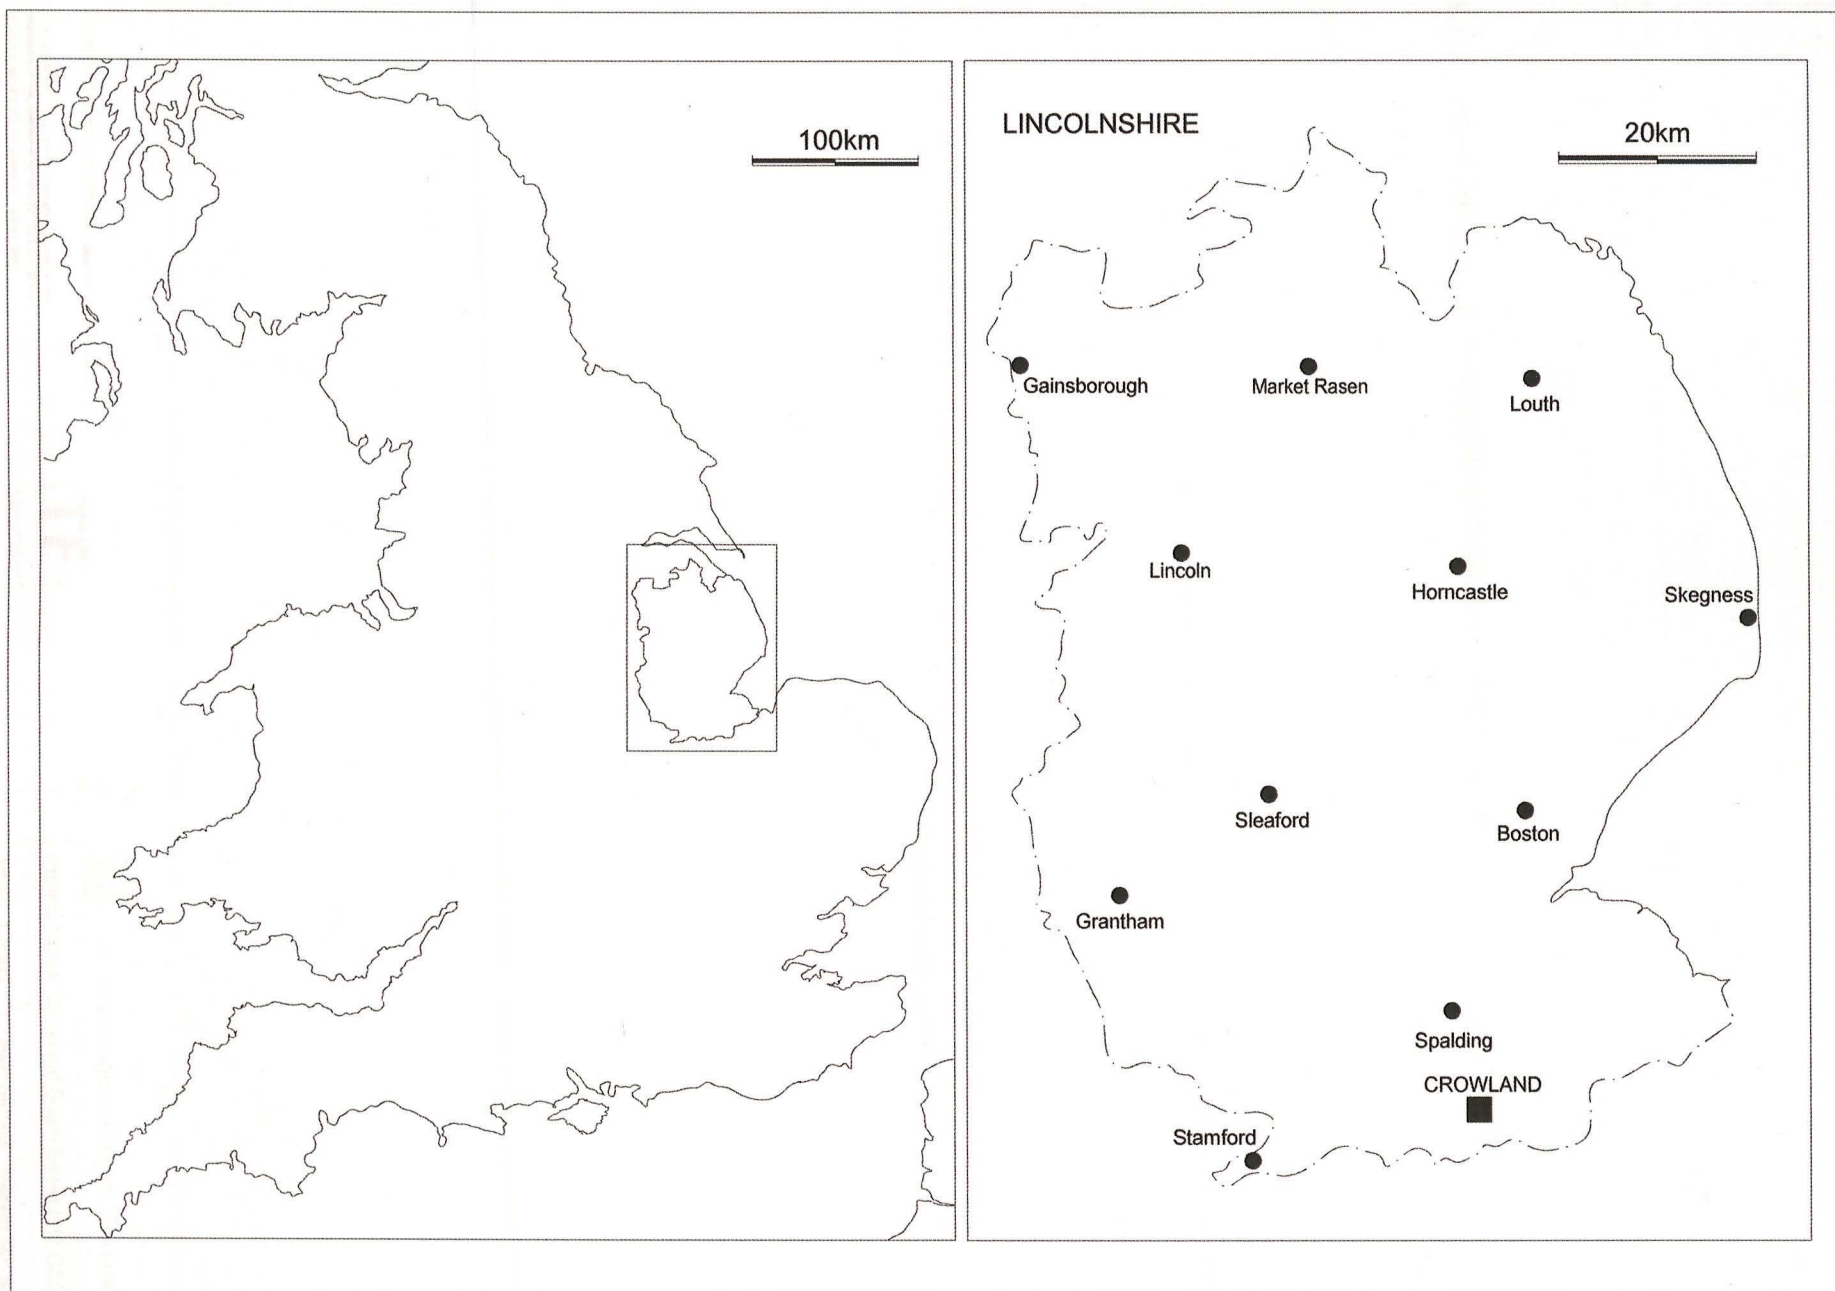 100km
LINCOLNSHIRE
20km
Gainsborough
Market Rasen
Louth
Lincoln
Horncastle
Skegness
Sleaford
Boston
Grantham
Spalding
CROWLAND
Stamford